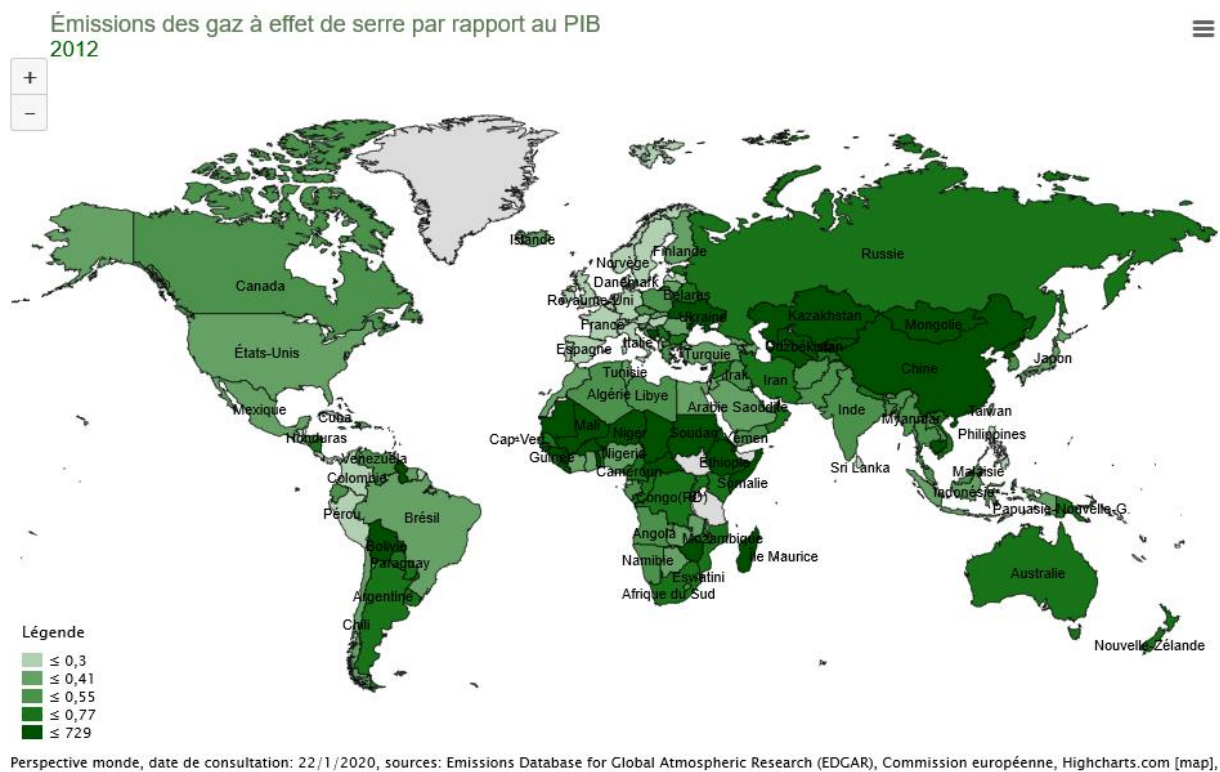 Émissions des gaz à effet de serre par rapport au PIB
2012
+
−
Islande
Finlande
Norvège
Russie
Danemark
Canada
Royaume-Uni
Belarus
Ukraine
Kazakhstan
Mongolie
France
Italie
États-Unis
Espagne
Turquie
Chine
Japon
Tunisie
Irak
Iran
Algérie
Libye
Mexique
Arabie Saoudite
Inde
Myanmar
Taiwan
Cuba
Mali
Niger
Soudan
Yémen
Honduras
Cap-Vert
Philippines
Venezuela
Guinée
Nigeria
Éthiopie
Sri Lanka
Colombie
Cameroun
Somalie
Malaisie
Congo(RD)
Indonésie
Pérou
Brésil
Papuasie-Nouvelle-G.
Angola
Mozambique
Bolivie
Île Maurice
Paraguay
Namibie
Eswatini
Australie
Argentine
Afrique du Sud
Chili
Nouvelle-Zélande
Légende
≤ 0,3
≤ 0,41
≤ 0,55
≤ 0,77
≤ 729
Perspective monde, date de consultation: 22/1/2020, sources: Emissions Database for Global Atmospheric Research (EDGAR), Commission européenne, Highcharts.com [map],